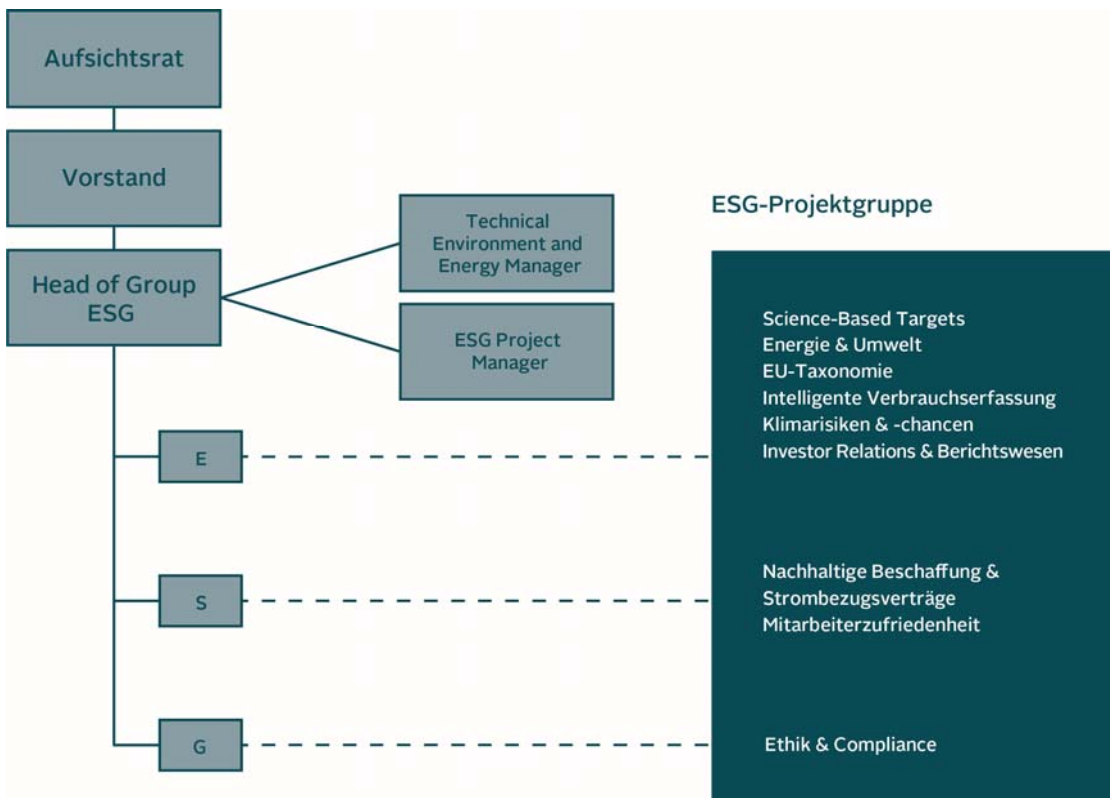 Aufsichtsrat
Vorstand
Head of Group
ESG
Technical
Environment and
Energy Manager
ESG Project
Manager
E
S
G
ESG-Projektgruppe
Science-Based Targets
Energie & Umwelt
EU-Taxonomie
Intelligente Verbrauchserfassung
Klimarisiken & -chancen
Investor Relations & Berichtswesen
Nachhaltige Beschaffung &
Strombezugsverträge
Mitarbeiterzufriedenheit
Ethik & Compliance